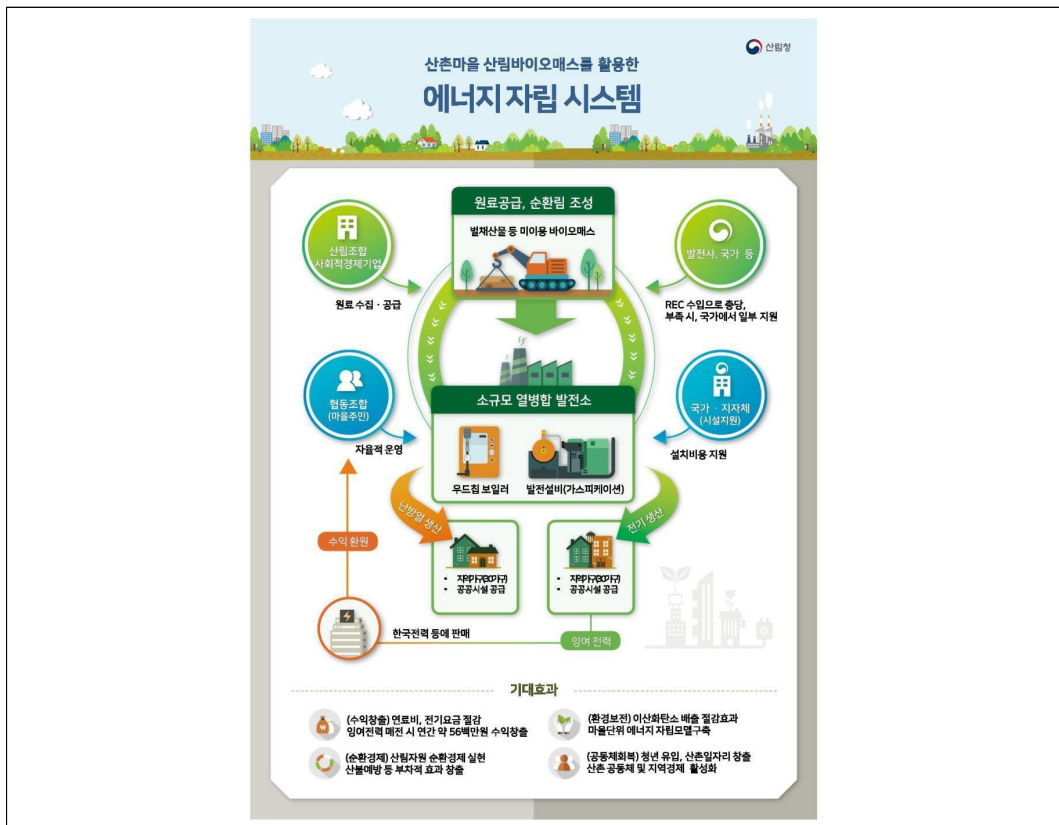 산림청
산촌마을 산림바이오매스를 활용한
에너지 자립 시스템
원료공급, 순환림 조성
벌채산물 등 미이용 바이오매스
산림조합
사회적경제기업
원료 수집 · 공급
발전사, 국가 등
REC 수입으로 충당,
부족 시, 국가에서 일부 지원
협동조합
(마을주민)
자율적 운영
소규모 열병합 발전소
우드칩 보일러
발전설비(가스피케이션)
국가 · 지자체
(시설지원)
설치비용 지원
난방열 생산
전기 생산
수익 환원
• 공공시설 공급
• 공공시설 공급
한국전력 등에 판매
잉여 전력
기대효과
(수익창출) 연료비, 전기요금 절감
잉여전력 매전 시 연간 약 56백만원 수익창출
(환경보전) 이산화탄소 배출 절감효과
마을단위 에너지 자립모델구축
(순환경제) 산림자원 순환경제 실현
산불예방 등 부차적 효과 창출
(공동체회복) 청년 유입, 산촌일자리 창출
산촌 공동체 및 지역경제 활성화